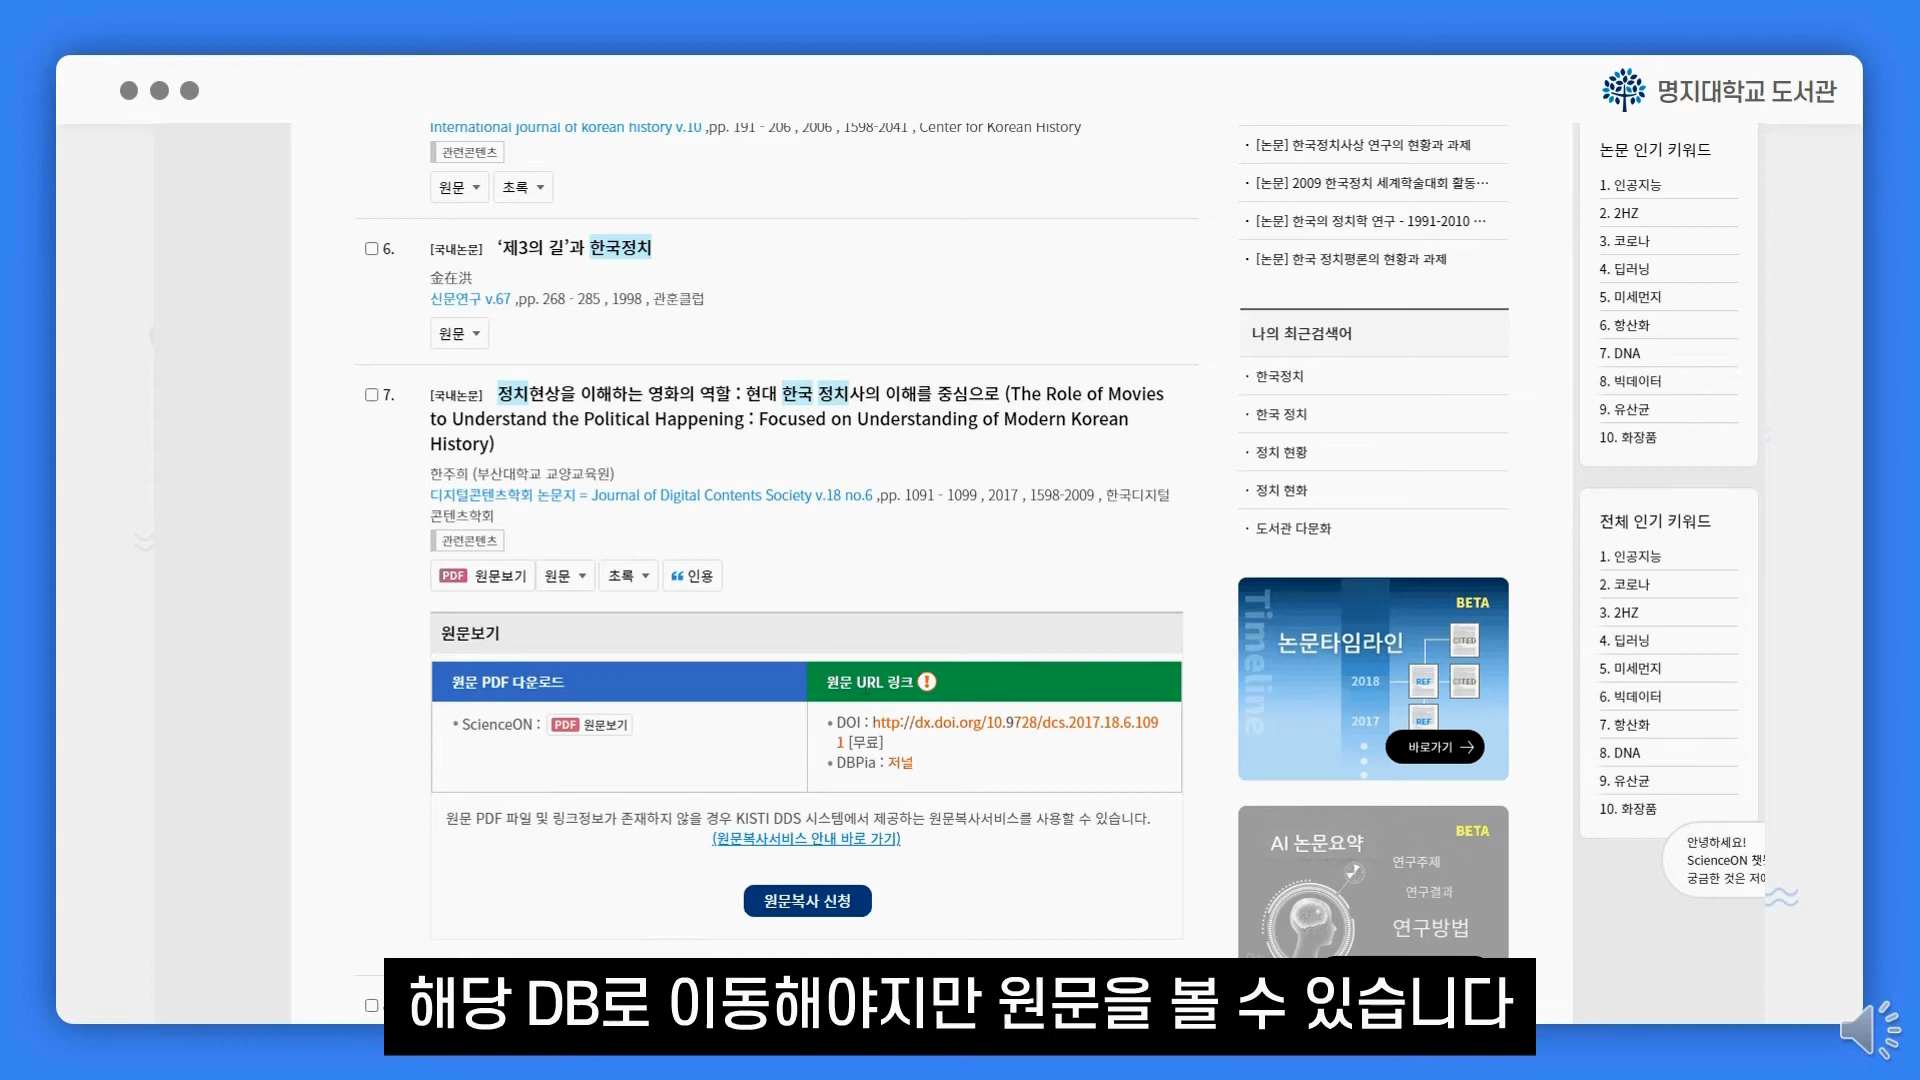 명지대학교 도서관
International journal of korean history v.10 ,pp. 191 - 206 , 2006 , 1598-2041 , Center for Korean History
관련콘텐츠
원문
초록
6.
[국내논문] ‘제3의 길’과 한국정치
金在洪
신문연구 v.67 ,pp. 268 - 285 , 1998 , 관훈클럽
원문
7.
[국내논문] 정치현상을 이해하는 영화의 역할 : 현대 한국 정치사의 이해를 중심으로 (The Role of Movies
to Understand the Political Happening : Focused on Understanding of Modern Korean
History)
한주희 (부산대학교 교양교육원)
디지털콘텐츠학회 논문지 = Journal of Digital Contents Society v.18 no.6 ,pp. 1091 - 1099 , 2017 , 1598-2009 , 한국디지털
콘텐츠학회
관련콘텐츠
PDF 원문보기
원문
초록
인용
원문보기
원문 PDF 다운로드
원문 URL 링크
• ScienceON : PDF 원문보기
• DOI : http://dx.doi.org/10.9728/dcs.2017.18.6.109
1 [무료]
• DBPia : 저널
원문 PDF 파일 및 링크정보가 존재하지 않을 경우 KISTI DDS 시스템에서 제공하는 원문복사서비스를 사용할 수 있습니다.
(원문복사서비스 안내 바로 가기)
원문복사 신청
· [논문] 한국정치사상 연구의 현황과 과제
· [논문] 2009 한국정치 세계학술대회 활동…
· [논문] 한국의 정치학 연구 - 1991-2010 …
· [논문] 한국 정치평론의 현황과 과제
나의 최근검색어
· 한국정치
· 한국 정치
· 정치 현황
· 정치 현화
· 도서관 다문화
Timeline
BETA
논문타임라인
CITED
2018
REF
CITED
2017
REF
바로가기
BETA
AI 논문요약
연구주제
연구결과
연구방법
논문 인기 키워드
1. 인공지능
2. 2HZ
3. 코로나
4. 딥러닝
5. 미세먼지
6. 항산화
7. DNA
8. 빅데이터
9. 유산균
10. 화장품
전체 인기 키워드
1. 인공지능
2. 코로나
3. 2HZ
4. 딥러닝
5. 미세먼지
6. 빅데이터
7. 항산화
8. DNA
9. 유산균
10. 화장품
안녕하세요!
ScienceON
궁금한 것은
해당 DB로 이동해야지만 원문을 볼 수 있습니다